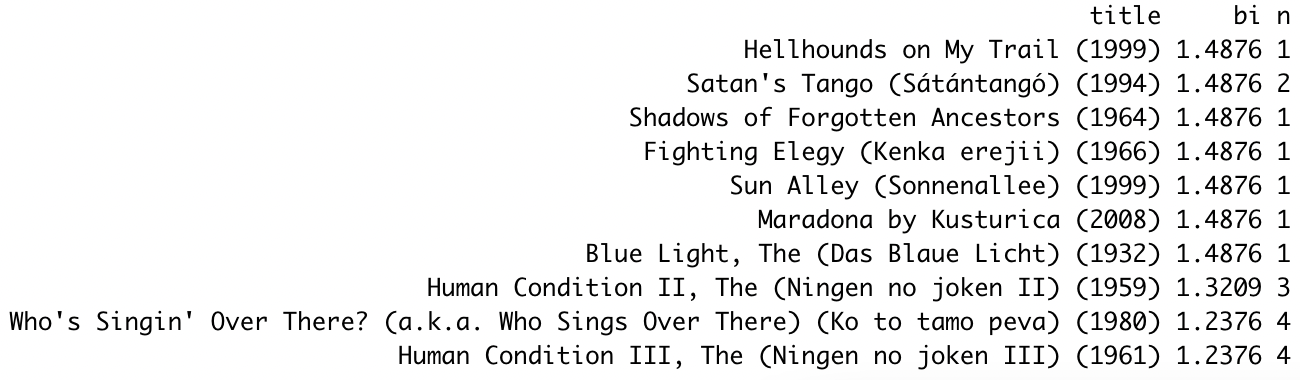 title bi n
Hellhounds on My Trail (1999) 1.4876 1
Satan's Tango (Sátántangó) (1994) 1.4876 2
Shadows of Forgotten Ancestors (1964) 1.4876 1
Fighting Elegy (Kenka erejii) (1966) 1.4876 1
Sun Alley (Sonnenallee) (1999) 1.4876 1
Maradona by Kusturica (2008) 1.4876 1
Blue Light, The (Das Blaue Licht) (1932) 1.4876 1
Human Condition II, The (Ningen no joken II) (1959) 1.3209 3
Who's Singin' Over There? (a.k.a. Who Sings Over There) (Ko to tamo peva) (1980) 1.2376 4
Human Condition III, The (Ningen no joken III) (1961) 1.2376 4